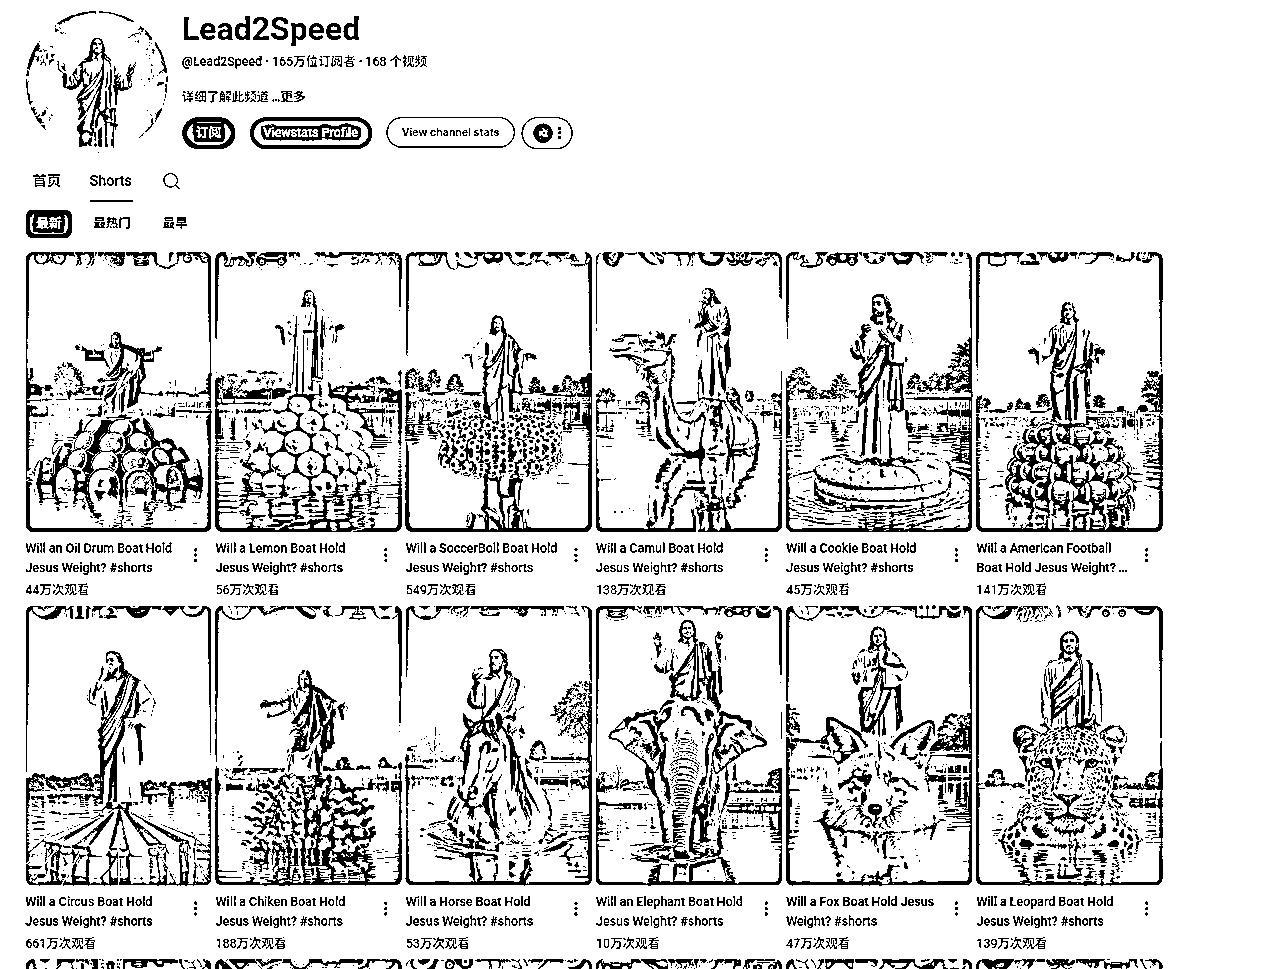 Lead2Speed
@Lead2Speed · 165万位订阅者 · 168 个视频
详细了解此频道 ...更多
订阅 Viewstats Profile View channel stats
首页 Shorts
最新 最热门 最早
Will an Oil Drum Boat Hold
Jesus Weight? #shorts
44万次观看
Will a Lemon Boat Hold
Jesus Weight? #shorts
56万次观看
Will a SoccerBoll Boat Hold
Jesus Weight? #shorts
549万次观看
Will a Camul Boat Hold
Jesus Weight? #shorts
138万次观看
Will a Cookie Boat Hold
Jesus Weight? #shorts
45万次观看
Will a American Football
Boat Hold Jesus Weight? ...
141万次观看
Will a Circus Boat Hold
Jesus Weight? #shorts
661万次观看
Will a Chiken Boat Hold
Jesus Weight? #shorts
188万次观看
Will a Horse Boat Hold
Jesus Weight? #shorts
53万次观看
Will an Elephant Boat Hold
Jesus Weight? #shorts
10万次观看
Will a Fox Boat Hold Jesus
Weight? #shorts
47万次观看
Will a Leopard Boat Hold
Jesus Weight? #shorts
139万次观看